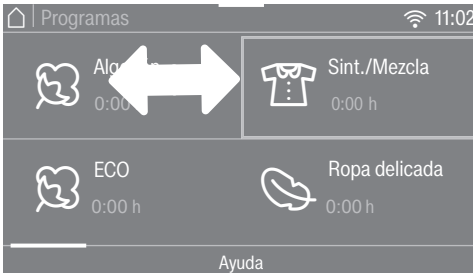 Programas 11:02
Sint./Mezcla
0:00 h
ECO
0:00 h
Ropa delicada
0:00 h
Ayuda